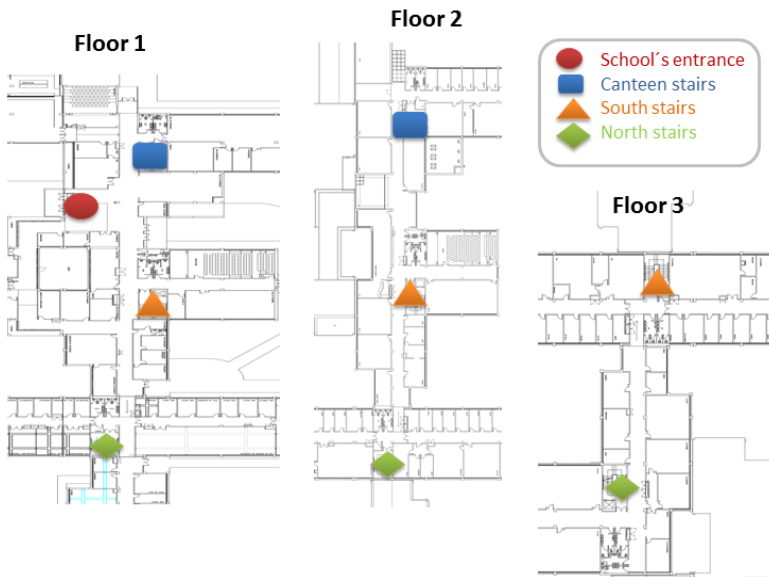 Floor 1
Floor 2
School´s entrance
Canteen stairs
South stairs
North stairs
Floor 3